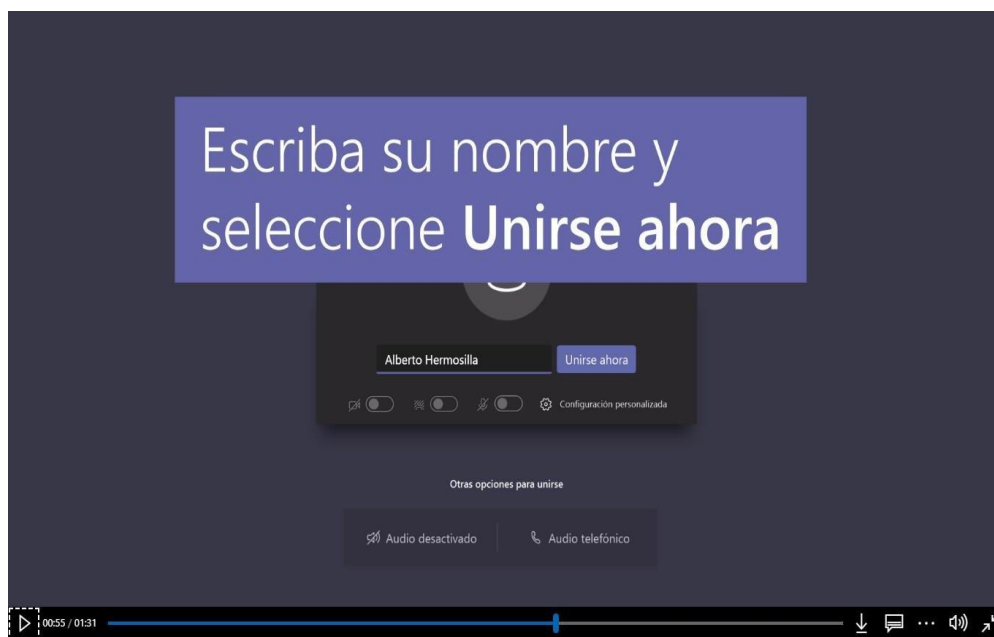 Escriba su nombre y
seleccione Unirse ahora
Alberto Hermosilla
Unirse ahora
Configuración personalizada
Otras opciones para unirse
Audio desactivado
Audio telefónico
00:55 / 01:31